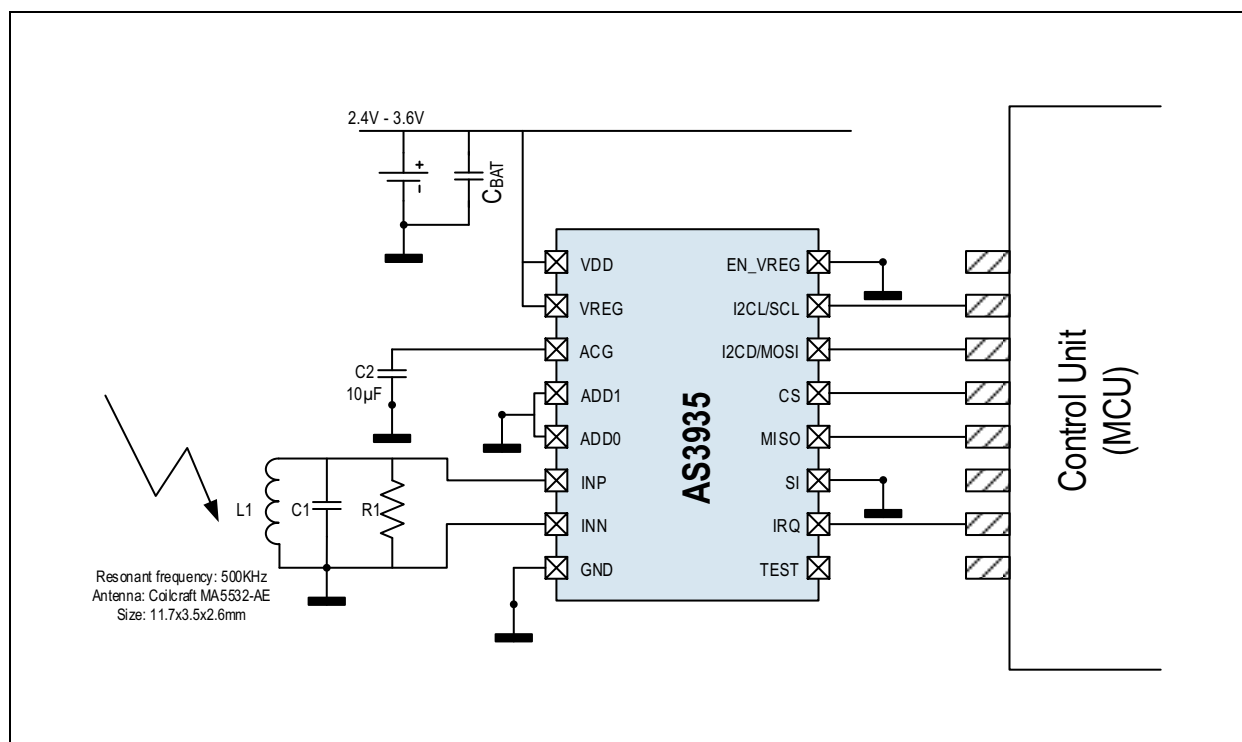 2.4V - 3.6V
+
-
CBAT
VDD
VREG
ACG
ADD1
ADD0
INP
INN
GND
AS3935
EN_VREG
I2CL/SCL
I2CD/MOSI
CS
MISO
SI
IRQ
TEST
C2
10µF
L1
C1
R1
Resonant frequency: 500KHz
Antenna: Coilcraft MA5532-AE
Size: 11.7x3.5x2.6mm
Control Unit
(MCU)